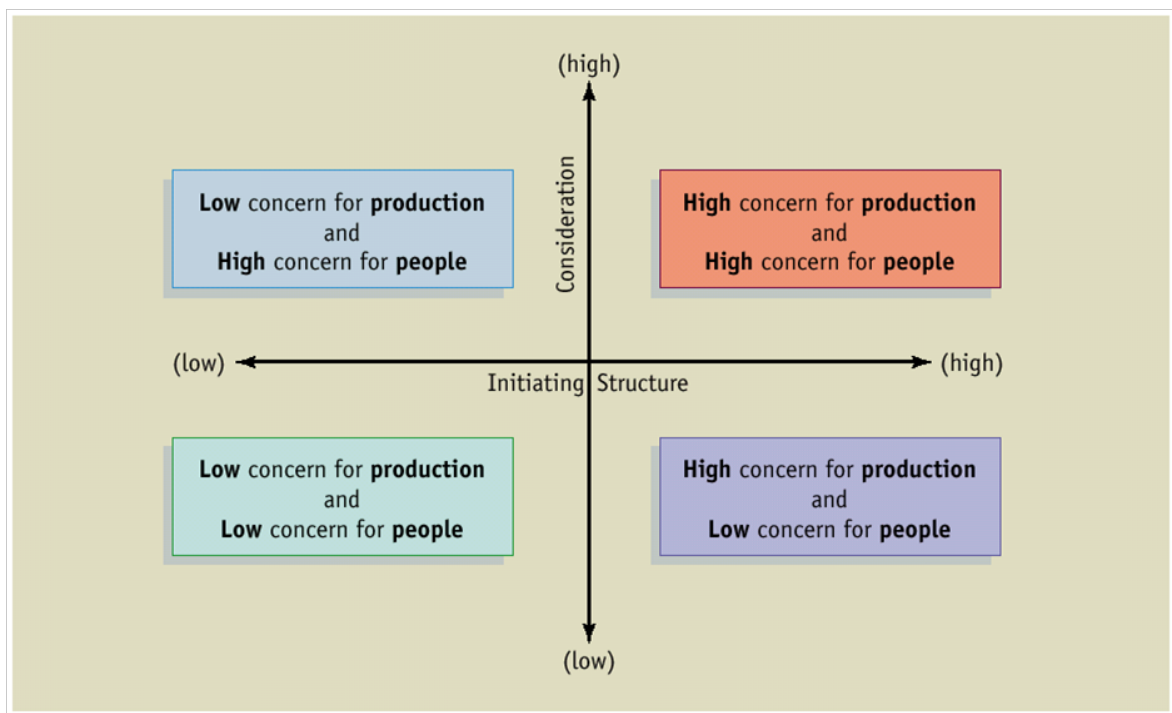 (high)
Consideration
Low concern for production
and
High concern for people
High concern for production
and
High concern for people
(low)
(high)
Initiating Structure
Low concern for production
and
Low concern for people
High concern for production
and
Low concern for people
(low)